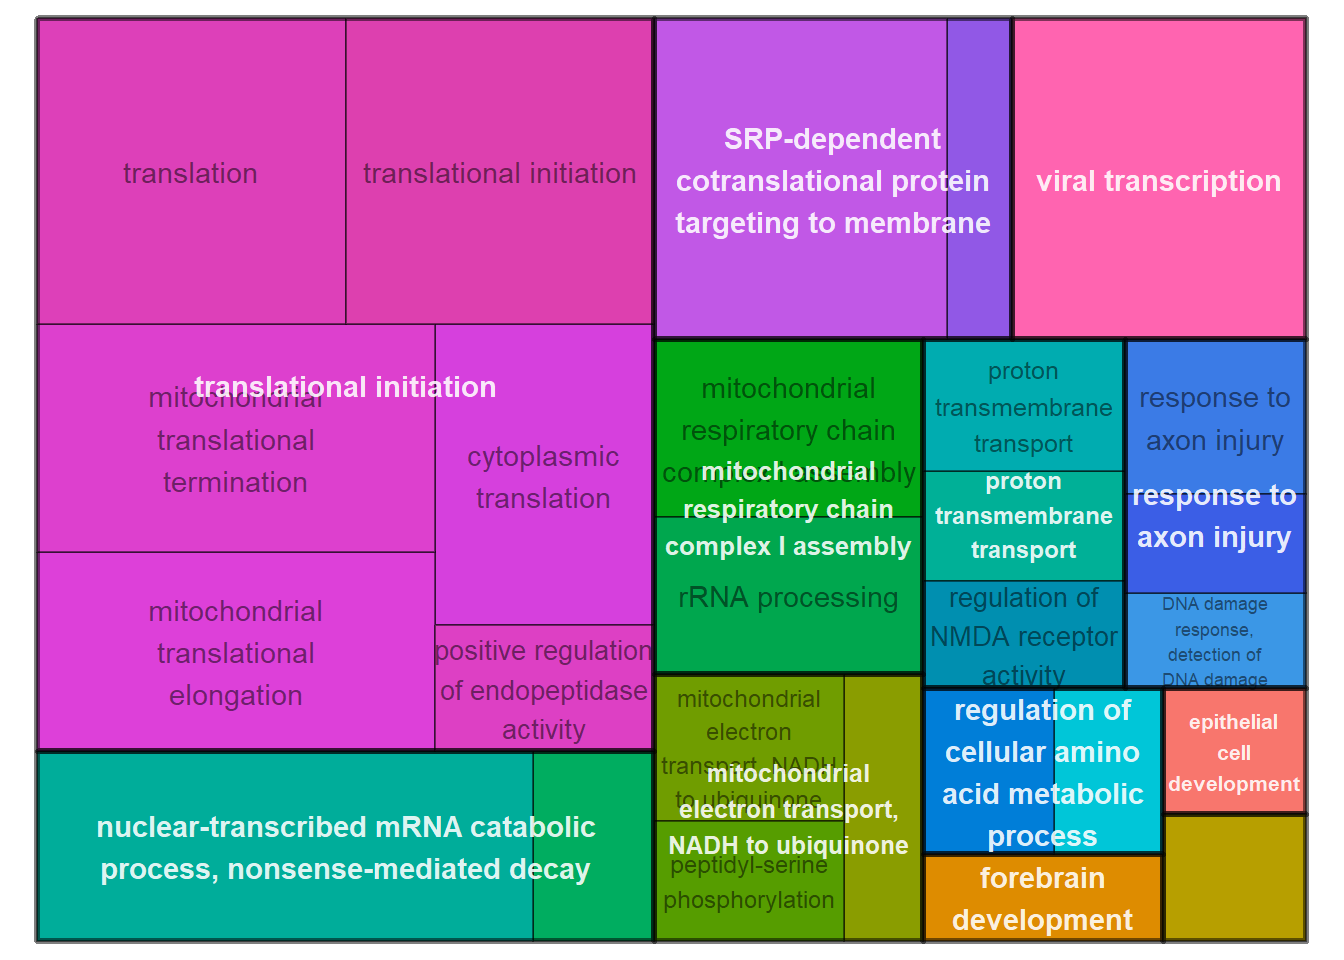 translation
translational initiation
translational initiation
mitochondrial
translational
termination
cytoplasmic
translation
mitochondrial
translational
elongation
positive regulation
of endopeptidase
activity
nuclear-transcribed mRNA catabolic
process, nonsense-mediated decay
SRP-dependent
cotranslational protein
targeting to membrane
viral transcription
mitochondrial
respiratory chain
complex I assembly
mitochondrial
respiratory chain
complex I assembly
rRNA processing
proton
transmembrane
transport
proton
transmembrane
transport
regulation of
NMDA receptor
activity
response to
axon injury
response to
axon injury
DNA damage
response,
detection of
DNA damage
mitochondrial
electron
transport, NADH
to ubiquinone
mitochondrial
electron transport,
NADH to ubiquinone
peptidyl-serine
phosphorylation
regulation of
cellular amino
acid metabolic
process
epithelial
cell
development
forebrain
development